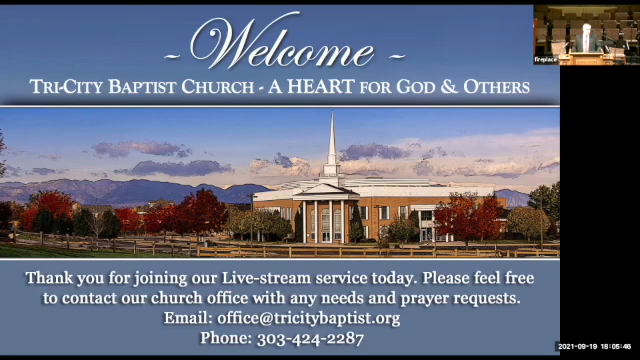 ~ Welcome ~
TRI-CITY BAPTIST CHURCH - A HEART FOR GOD & OTHERS
fireplace
Thank you for joining our Live-stream service today. Please feel free
to contact our church office with any needs and prayer requests.
Email: office@tricitybaptist.org
Phone: 303-424-2287
2021-09-19 18:05:46